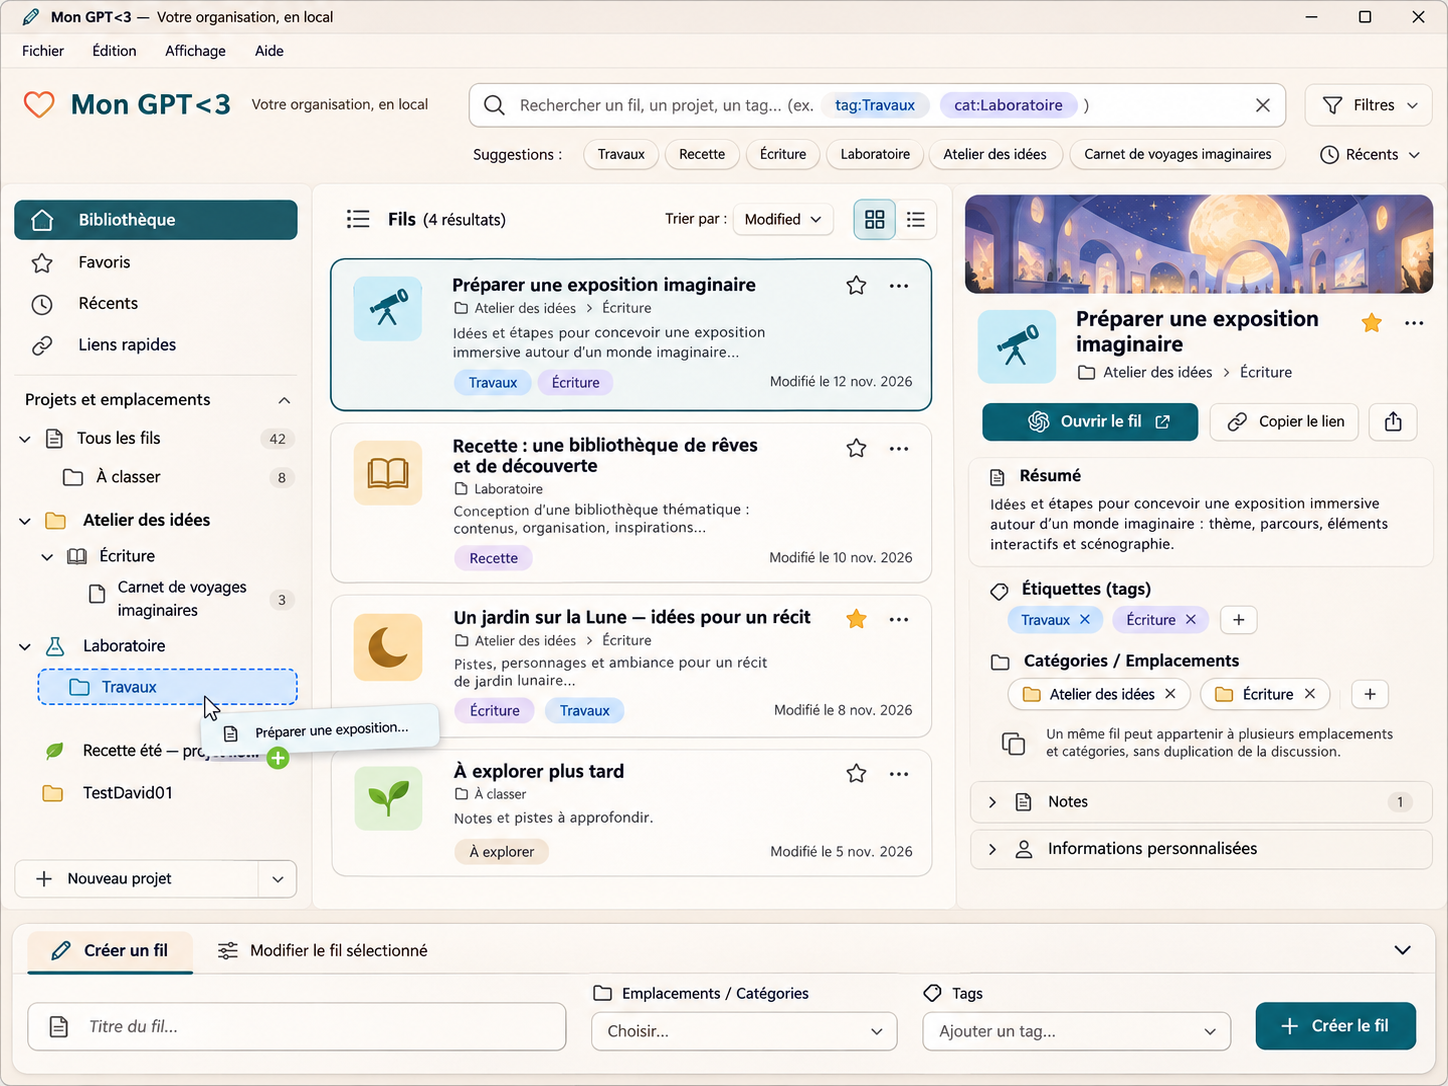 Mon GPT<3 — Votre organisation, en local
Fichier Édition Affichage Aide
Mon GPT<3 Votre organisation, en local
Rechercher un fil, un projet, un tag... (ex. tag:Travaux cat:Laboratoire )
Filtres
Suggestions : Travaux Recette Écriture Laboratoire Atelier des idées Carnet de voyages imaginaires
Récents
Bibliothèque
Favoris
Récents
Liens rapides
Projets et emplacements
Tous les fils 42
À classer 8
Atelier des idées
Écriture
Carnet de voyages
imaginaires 3
Laboratoire
Travaux
Préparer une exposition...
Recette été —
TestDavid01
Nouveau projet
Fils (4 résultats)
Trier par : Modified
Préparer une exposition imaginaire
Atelier des idées > Écriture
Idées et étapes pour concevoir une exposition
immersive autour d'un monde imaginaire...
Travaux Écriture Modifié le 12 nov. 2026
Recette : une bibliothèque de rêves
et de découverte
Laboratoire
Conception d'une bibliothèque thématique :
contenus, organisation, inspirations...
Recette Modifié le 10 nov. 2026
Un jardin sur la Lune — idées pour un récit
Atelier des idées > Écriture
Pistes, personnages et ambiance pour un récit
de jardin lunaire...
Écriture Travaux Modifié le 8 nov. 2026
À explorer plus tard
À classer
Notes et pistes à approfondir.
À explorer Modifié le 5 nov. 2026
Préparer une exposition
imaginaire
Atelier des idées > Écriture
Ouvrir le fil Copier le lien
Résumé
Idées et étapes pour concevoir une exposition immersive
autour d'un monde imaginaire : thème, parcours, éléments
interactifs et scénographie.
Étiquettes (tags)
Travaux × Écriture × +
Catégories / Emplacements
Atelier des idées × Écriture × +
Un même fil peut appartenir à plusieurs emplacements
et catégories, sans duplication de la discussion.
Notes 1
Informations personnalisées
Créer un fil Modifier le fil sélectionné
Titre du fil...
Emplacements / Catégories
Choisir...
Tags
Ajouter un tag...
+ Créer le fil